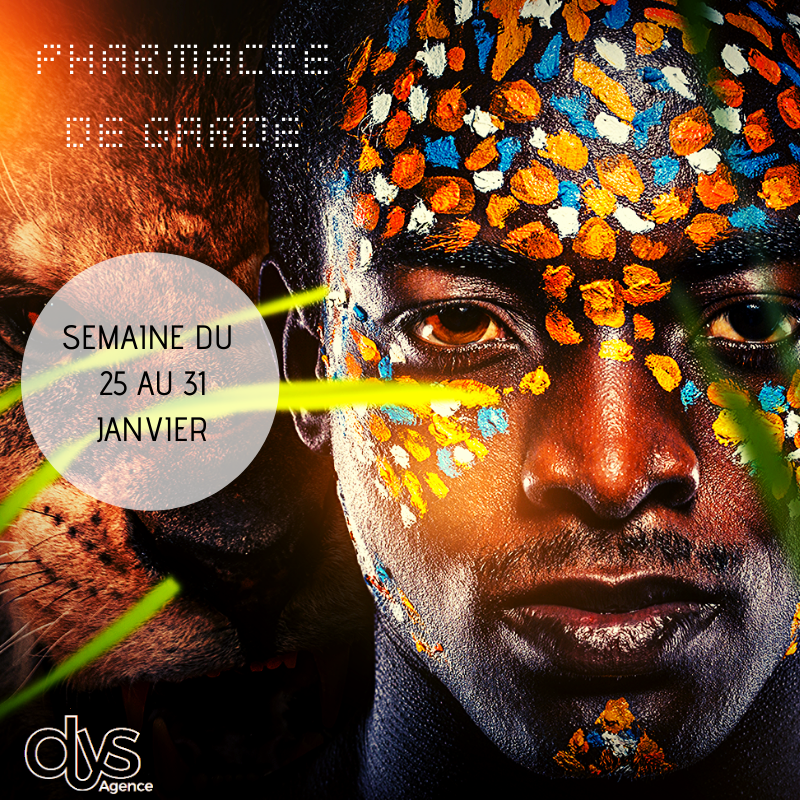 PHARMACIE
DE GARDE
SEMAINE DU
25 AU 31
JANVIER
dys
Agence